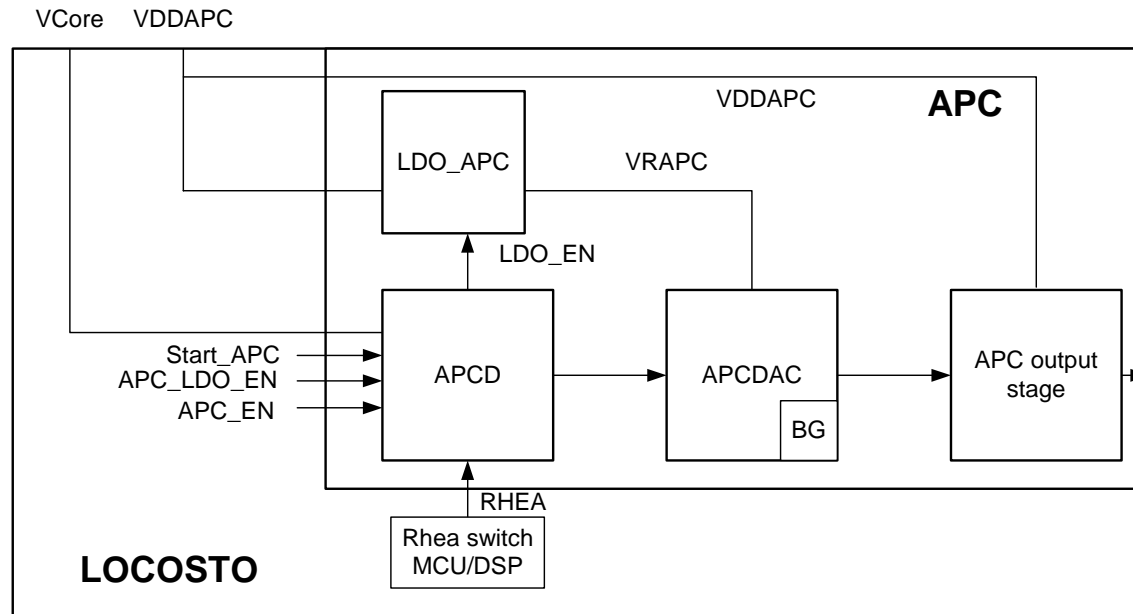 VCore
VDDAPC
VDDAPC
APC
LDO_APC
VRAPC
LDO_EN
Start_APC
APC_LDO_EN
APC_EN
APCD
APCDAC
BG
APC output
stage
RHEA
Rhea switch
MCU/DSP
LOCOSTO